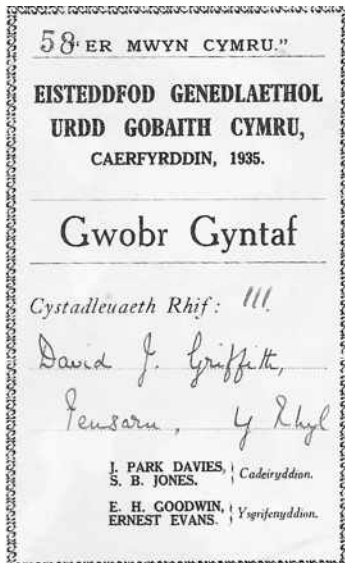 58 "ER MWYN CYMRU."
EISTEDDFOD GENEDLAETHOL
URDD GOBAITH CYMRU,
CAERFYRDDIN, 1935.
Gwobr Gyntaf
Cystadleuaeth Rhif: 111.
David J. Griffith,
Pensarn, Y Rhyl
J. PARK DAVIES,
S. B. JONES. } Cadeiryddion.
E. H. GOODWIN,
ERNEST EVANS. } Ysgrifenyddion.